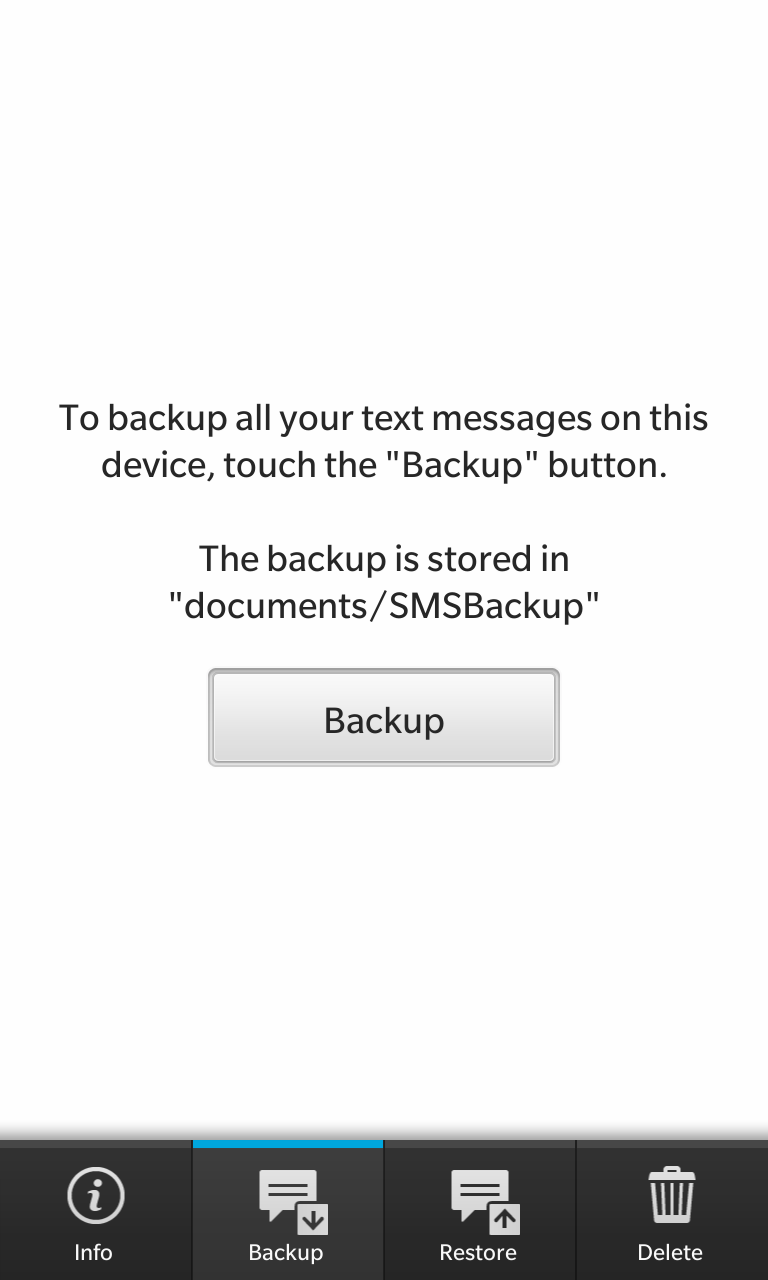 To backup all your text messages on this
device, touch the "Backup" button.
The backup is stored in
"documents/SMSBackup"
Backup
Info
Backup
Restore
Delete